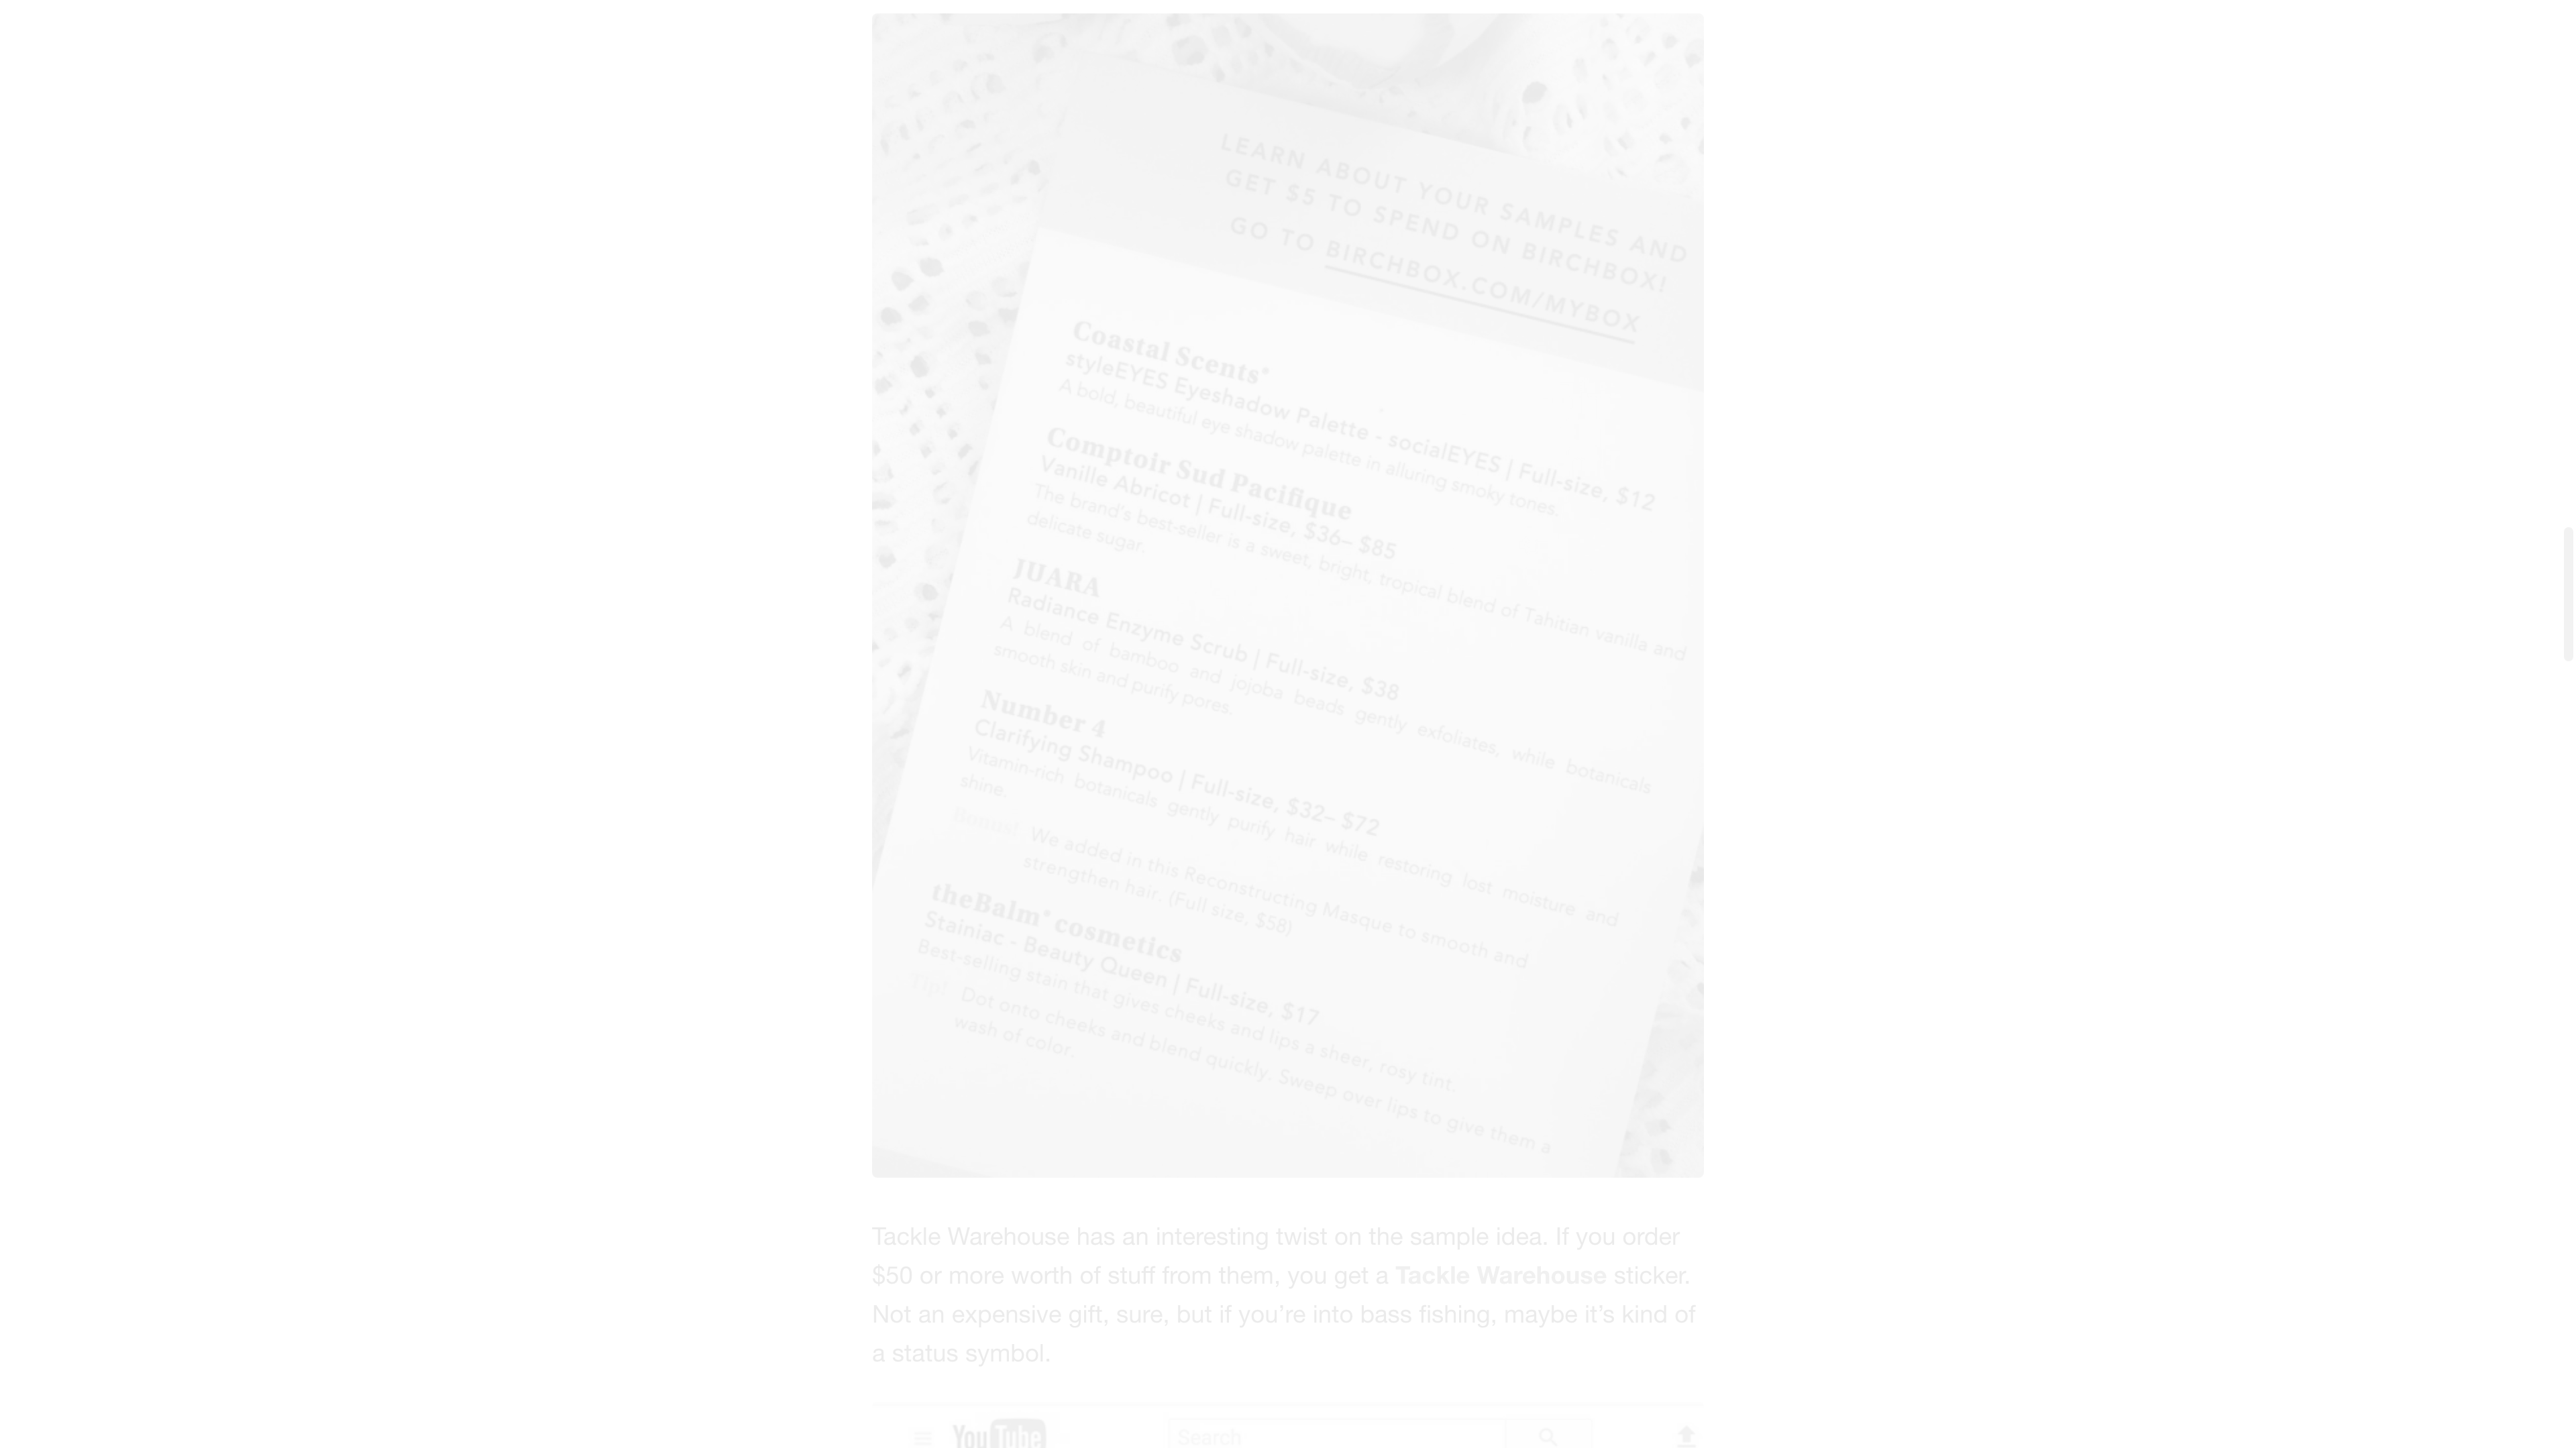 LEARN ABOUT YOUR SAMPLES AND
GET $5 TO SPEND ON BIRCHBOX!
GO TO BIRCHBOX.COM/MYBOX
Coastal Scents®
styleEYES Eyeshadow Palette - socialEYES | Full-size, $12
A bold, beautiful eye shadow palette in alluring smoky tones.
Comptoir Sud Pacifique
Vanille Abricot | Full-size, $36– $85
The brand's best-seller is a sweet, bright, tropical blend of Tahitian vanilla and
delicate sugar.
JUARA
Radiance Enzyme Scrub | Full-size, $38
A blend of bamboo and jojoba beads gently exfoliates, while botanicals
smooth skin and purify pores.
Number 4
Clarifying Shampoo | Full-size, $32– $72
Vitamin-rich botanicals gently purify hair while restoring lost moisture and
shine.
Bonus! We added in this Reconstructing Masque to smooth and
strengthen hair. (Full size, $58)
theBalm® cosmetics
Stainiac - Beauty Queen | Full-size, $17
Best-selling stain that gives cheeks and lips a sheer, rosy tint.
Tip! Dot onto cheeks and blend quickly. Sweep over lips to give them a
wash of color.
Tackle Warehouse has an interesting twist on the sample idea. If you order
$50 or more worth of stuff from them, you get a Tackle Warehouse sticker.
Not an expensive gift, sure, but if you’re into bass fishing, maybe it’s kind of
a status symbol.
YouTube Search